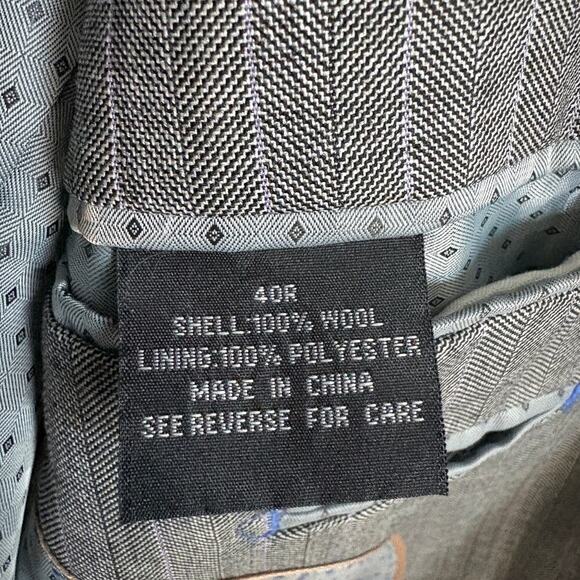 40R
SHELL:100% WOOL
LINING:100% POLYESTER
MADE IN CHINA
SEE REVERSE FOR CARE